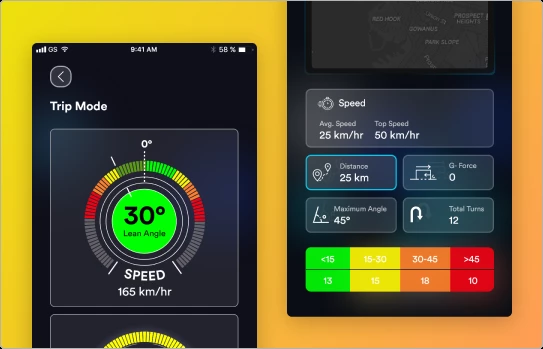 GS 9:41 AM 58 %
Trip Mode
0°
30°
Lean Angle
SPEED
165 km/hr
RED HOOK
GOWANUS
PROSPECT
HEIGHTS
PARK SLOPE
Speed
Avg. Speed Top Speed
25 km/hr 50 km/hr
Distance
25 km
G- Force
0
Maximum Angle
45°
Total Turns
12
<15 15-30 30-45 >45
13 15 18 10